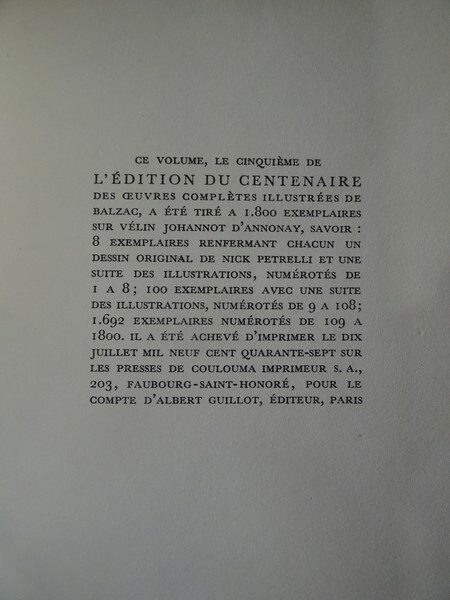 CE VOLUME, LE CINQUIÈME DE
L'ÉDITION DU CENTENAIRE
DES ŒUVRES COMPLÈTES ILLUSTRÉES DE
BALZAC, A ÉTÉ TIRÉ A 1.800 EXEMPLAIRES
SUR VÉLIN JOHANNOT D'ANNONAY, SAVOIR :
8 EXEMPLAIRES RENFERMANT CHACUN UN
DESSIN ORIGINAL DE NICK PETRELLI ET UNE
SUITE DES ILLUSTRATIONS, NUMÉROTÉS DE
1 A 8 ; 100 EXEMPLAIRES AVEC UNE SUITE
DES ILLUSTRATIONS, NUMÉROTÉS DE 9 A 108 ;
1.692 EXEMPLAIRES NUMÉROTÉS DE 109 A
1800. IL A ÉTÉ ACHEVÉ D'IMPRIMER LE DIX
JUILLET MIL NEUF CENT QUARANTE-SEPT SUR
LES PRESSES DE COULOUMA IMPRIMEUR S. A.,
203, FAUBOURG-SAINT-HONORÉ, POUR LE
COMPTE D'ALBERT GUILLOT, ÉDITEUR, PARIS